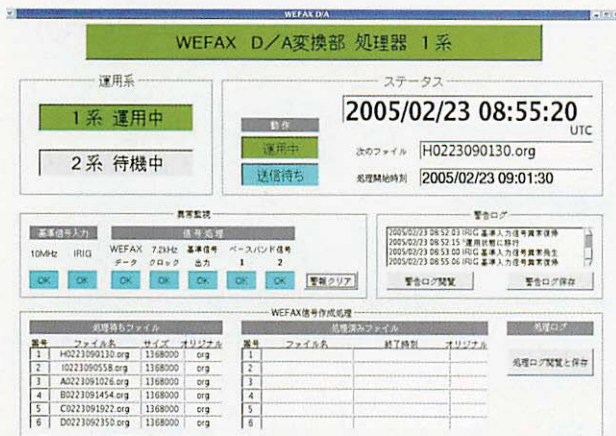 WEFAX D/A
WEFAX D/A変換部 処理器 1系
運用系
1系 運用中
2系 待機中
ステータス
動作
運用中
送信待ち
2005/02/23 08:55:20
UTC
次のファイル H0223090130.org
処理開始時刻 2005/02/23 09:01:30
異常監視
基準信号入力 信号処理
10MHz IRIG WEFAX 7.2kHz 基準信号 ベースバンド信号
データ クロック 出力 1 2
OK OK OK OK OK OK OK 警報クリア
警告ログ
2005/02/23 08:52:03 IRIG 基準入力信号異常復帰
2005/02/23 08:52:15 *運用状態に移行
2005/02/23 08:53:00 IRIG 基準入力信号異常発生
2005/02/23 08:55:06 IRIG 基準入力信号異常復帰
警告ログ閲覧 警告ログ保存
WEFAX信号作成処理
処理待ちファイル
番号 ファイル名 サイズ オリジナル
1 H0223090130.org 1368000 org
2 I0223090558.org 1368000 org
3 A0223091026.org 1368000 org
4 B0223091454.org 1368000 org
5 C0223091922.org 1368000 org
6 D0223092350.org 1368000 org
処理済みファイル
番号 ファイル名 終了時刻 オリジナル
1
2
3
4
5
6
処理ログ
処理ログ閲覧と保存